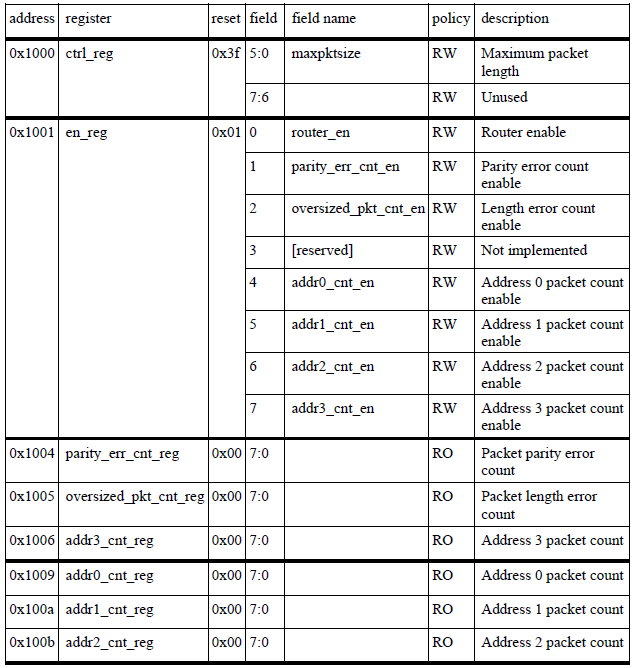 address register reset field field name policy description
0x1000 ctrl_reg 0x3f 5:0 maxpktsize RW Maximum packet
length
7:6 RW Unused
0x1001 en_reg 0x01 0 router_en RW Router enable
1 parity_err_cnt_en RW Parity error count
enable
2 oversized_pkt_cnt_en RW Length error count
enable
3 [reserved] RW Not implemented
4 addr0_cnt_en RW Address 0 packet count
enable
5 addr1_cnt_en RW Address 1 packet count
enable
6 addr2_cnt_en RW Address 2 packet count
enable
7 addr3_cnt_en RW Address 3 packet count
enable
0x1004 parity_err_cnt_reg 0x00 7:0 RO Packet parity error
count
0x1005 oversized_pkt_cnt_reg 0x00 7:0 RO Packet length error
count
0x1006 addr3_cnt_reg 0x00 7:0 RO Address 3 packet count
0x1009 addr0_cnt_reg 0x00 7:0 RO Address 0 packet count
0x100a addr1_cnt_reg 0x00 7:0 RO Address 1 packet count
0x100b addr2_cnt_reg 0x00 7:0 RO Address 2 packet count